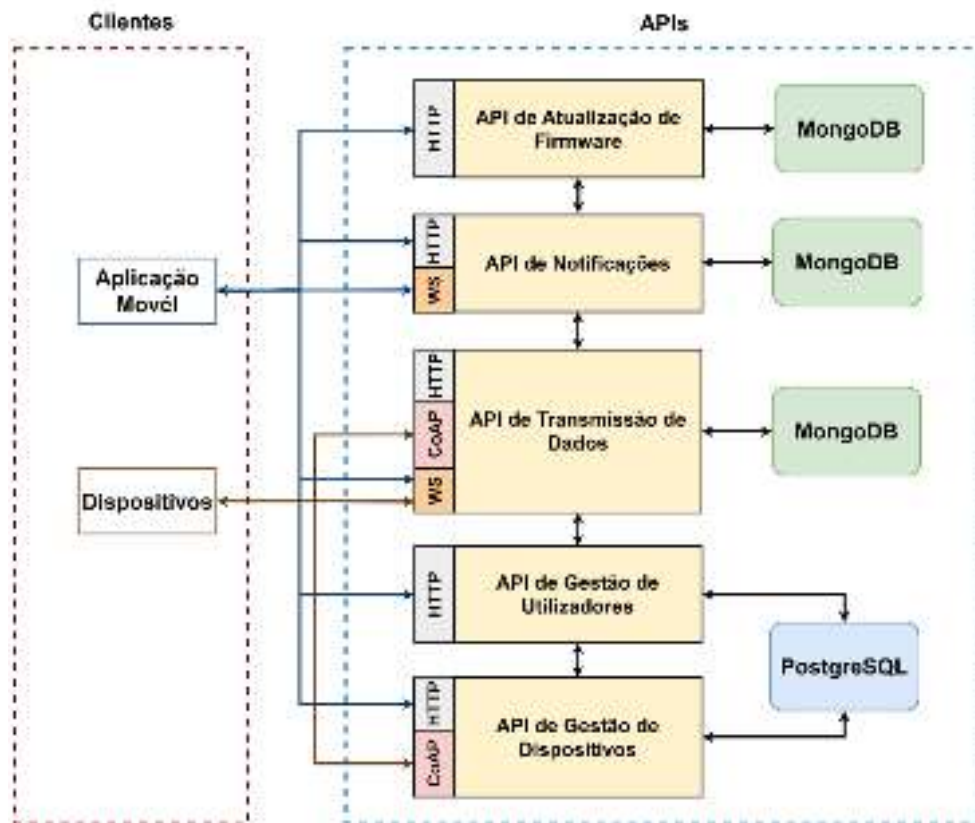 Clientes
APIs
HTTP
API de Atualização de
Firmware
MongoDB
HTTP
WS
API de Notificações
MongoDB
Aplicação
Movél
HTTP
CoAP
WS
API de Transmissão de
Dados
MongoDB
Dispositivos
HTTP
API de Gestão de
Utilizadores
PostgreSQL
HTTP
CoAP
API de Gestão de
Dispositivos